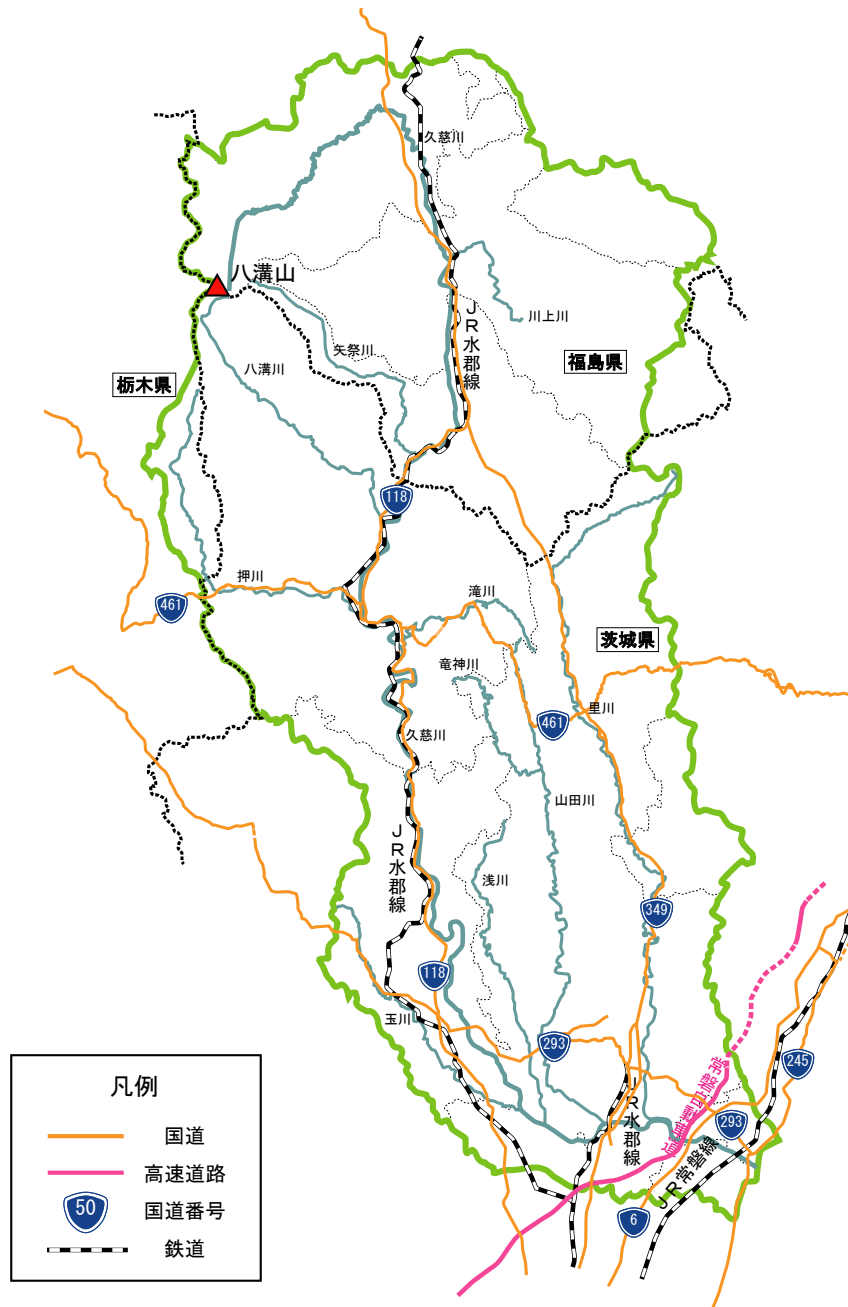 久慈川
八溝山
川上川
JR水郡線
矢祭川
八溝川
福島県
栃木県
118
押川
滝川
461
茨城県
竜神川
里川
461
久慈川
山田川
JR水郡線
浅川
349
118
玉川
293
245
常磐自動車道
JR水郡線
293
JR常磐線
6
凡例
国道
高速道路
50
国道番号
鉄道